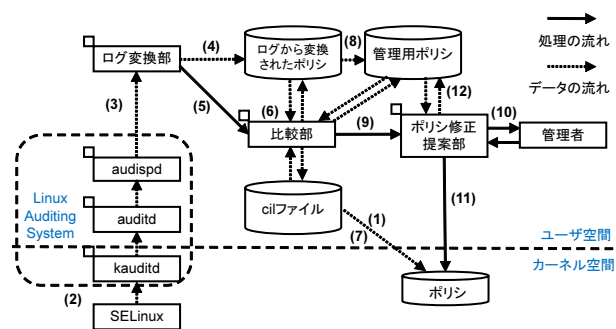 ログ変換部
(4)
ログから変換
されたポリシ
(8)
管理用ポリシ
処理の流れ
データの流れ
(3)
(5)
(6)
比較部
(9)
(12)
ポリシ修正
提案部
(10)
管理者
audispd
Linux
Auditing
System
auditd
cilファイル
(1)
(7)
(11)
ユーザ空間
カーネル空間
kauditd
(2)
SELinux
ポリシ